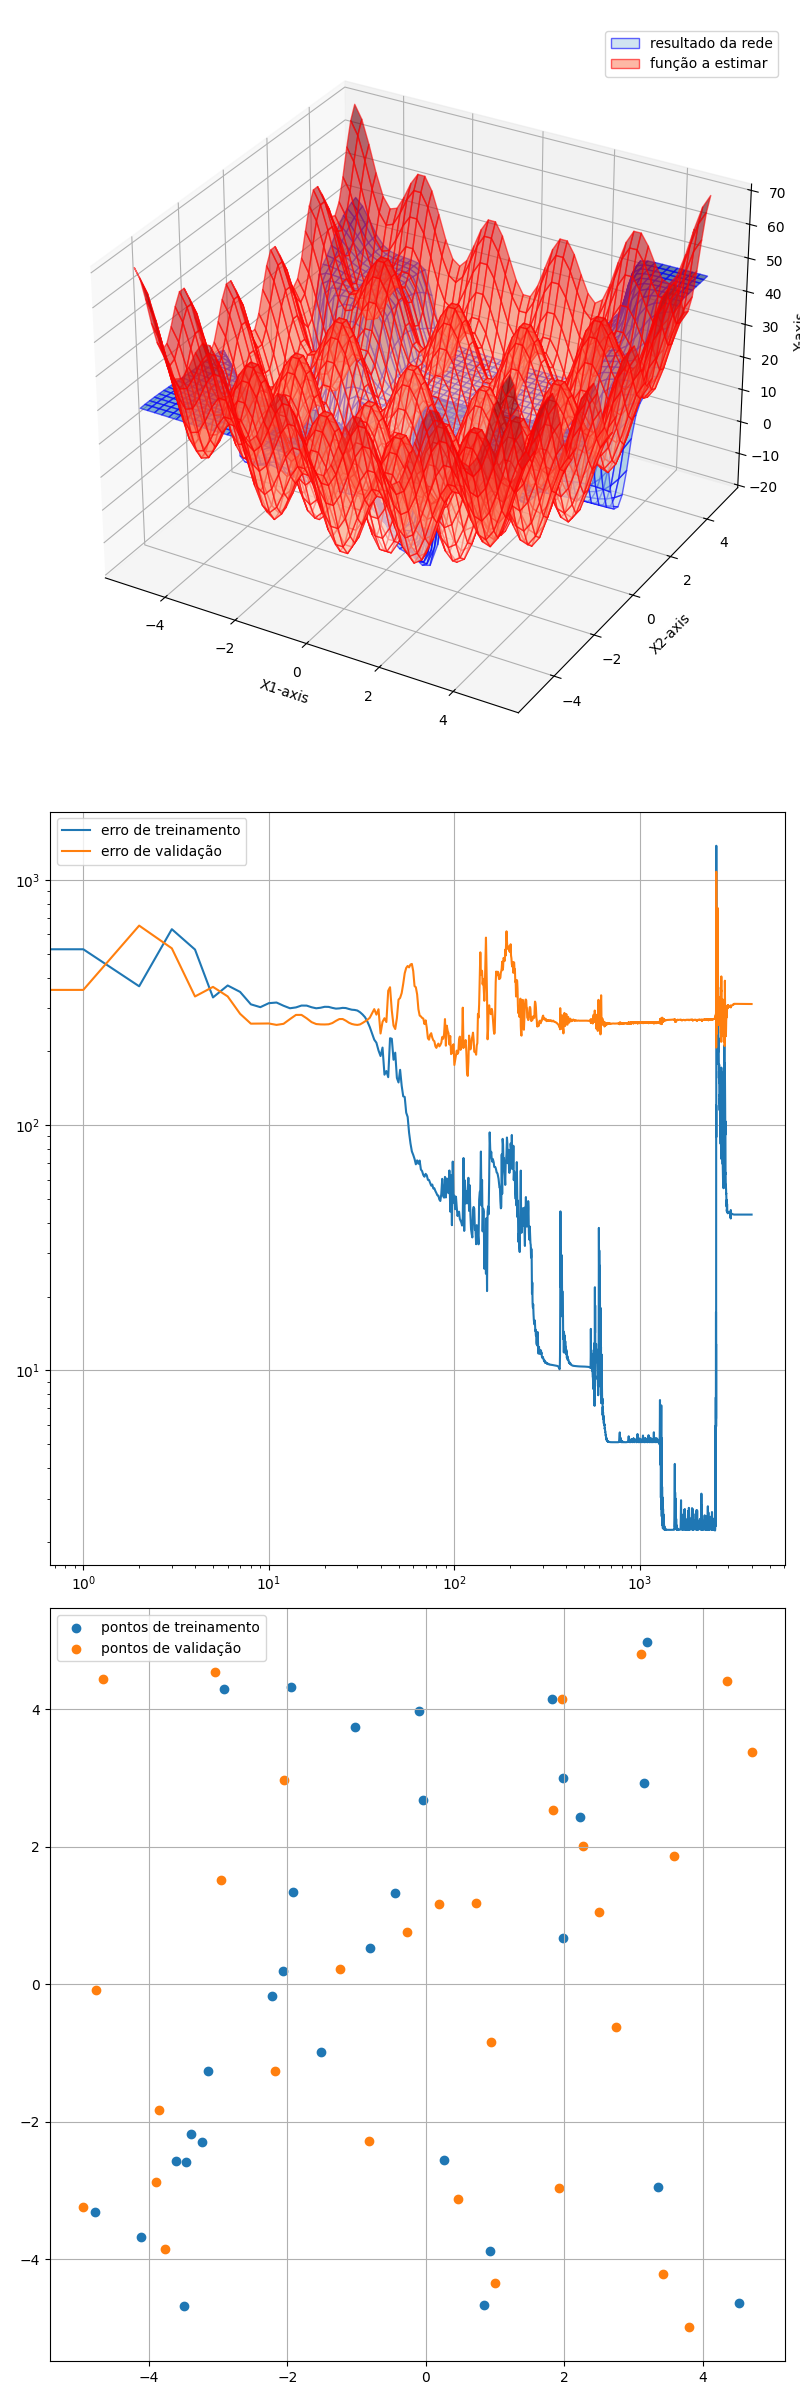 resultado da rede
função a estimar
70
60
50
40
30
20
10
0
−10
−20
Y-axis
4
2
0
−2
−4
X2-axis
−4
−2
0
2
4
X1-axis
erro de treinamento
erro de validação
10³
10²
10¹
10⁰ 10¹ 10² 10³
pontos de treinamento
pontos de validação
4
2
0
−2
−4
−4 −2 0 2 4